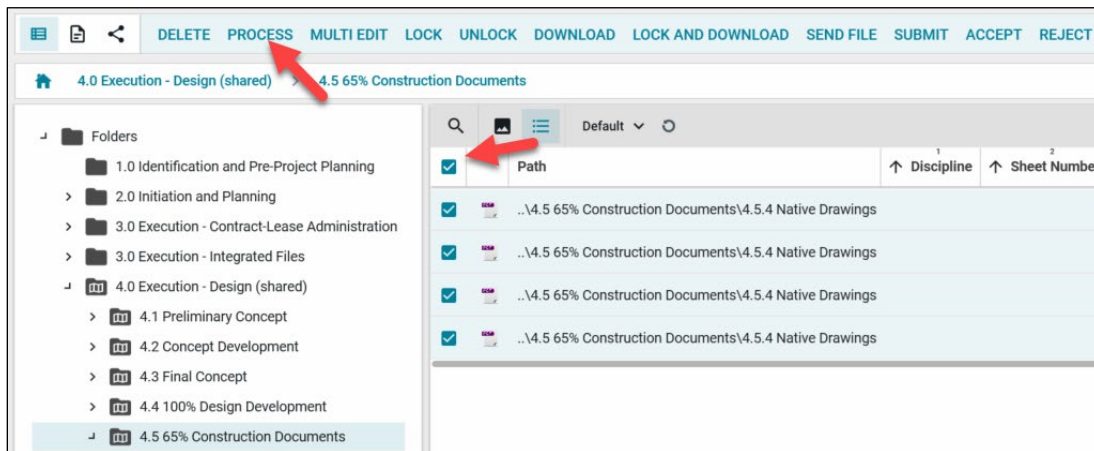 DELETE PROCESS MULTI EDIT LOCK UNLOCK DOWNLOAD LOCK AND DOWNLOAD SEND FILE SUBMIT ACCEPT REJECT
4.0 Execution - Design (shared) > 4.5 65% Construction Documents
Folders
1.0 Identification and Pre-Project Planning
2.0 Initiation and Planning
3.0 Execution - Contract-Lease Administration
3.0 Execution - Integrated Files
4.0 Execution - Design (shared)
4.1 Preliminary Concept
4.2 Concept Development
4.3 Final Concept
4.4 100% Design Development
4.5 65% Construction Documents
Default
Path 1 Discipline 2 Sheet Numbe
..\4.5 65% Construction Documents\4.5.4 Native Drawings
..\4.5 65% Construction Documents\4.5.4 Native Drawings
..\4.5 65% Construction Documents\4.5.4 Native Drawings
..\4.5 65% Construction Documents\4.5.4 Native Drawings